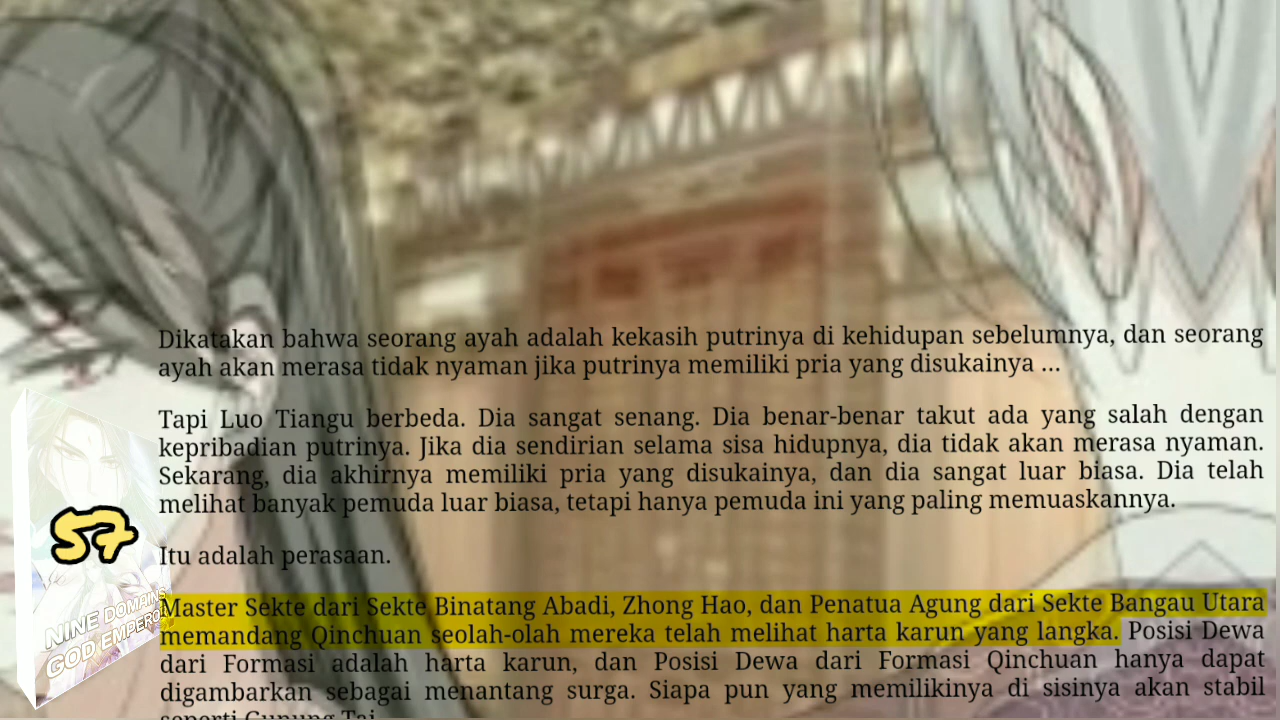 Dikatakan bahwa seorang ayah adalah kekasih putrinya di kehidupan sebelumnya, dan seorang
ayah akan merasa tidak nyaman jika putrinya memiliki pria yang disukainya ...
Tapi Luo Tiangu berbeda. Dia sangat senang. Dia benar-benar takut ada yang salah dengan
kepribadian putrinya. Jika dia sendirian selama sisa hidupnya, dia tidak akan merasa nyaman.
Sekarang, dia akhirnya memiliki pria yang disukainya, dan dia sangat luar biasa. Dia telah
melihat banyak pemuda luar biasa, tetapi hanya pemuda ini yang paling memuaskannya.
Itu adalah perasaan.
Master Sekte dari Sekte Binatang Abadi, Zhong Hao, dan Penatua Agung dari Sekte Bangau Utara
memandang Qinchuan seolah-olah mereka telah melihat harta karun yang langka. Posisi Dewa
dari Formasi adalah harta karun, dan Posisi Dewa dari Formasi Qinchuan hanya dapat
digambarkan sebagai menantang surga. Siapa pun yang memilikinya di sisinya akan stabil
seperti Gunung Tai.
57
NINE DOMAINS
GOD EMPEROR